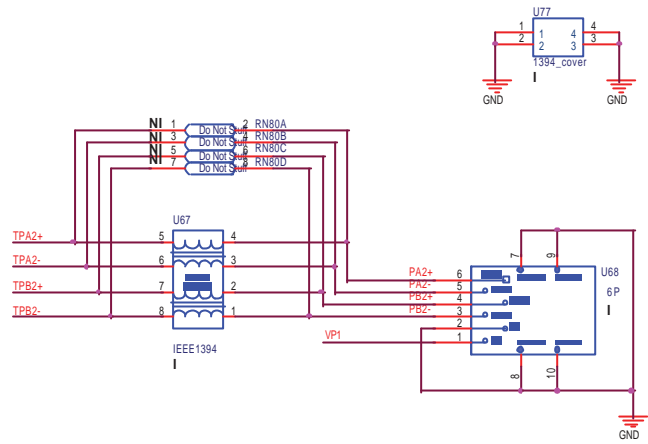 U77
1 1 4 4
2 2 3 3
1394_cover
I
GND GND
NI 1 Do Not Stuff 2 RN80A
NI 3 Do Not Stuff 4 RN80B
NI 5 Do Not Stuff 6 RN80C
NI 7 Do Not Stuff 8 RN80D
U67
TPA2+ 5 4
TPA2- 6 3
TPB2+ 7 2
TPB2- 8 1
IEEE1394
I
7 9
PA2+ 6
PA2- 5
PB2+ 4
PB2- 3
2
VP1 1
U68
6P
I
8 10
GND